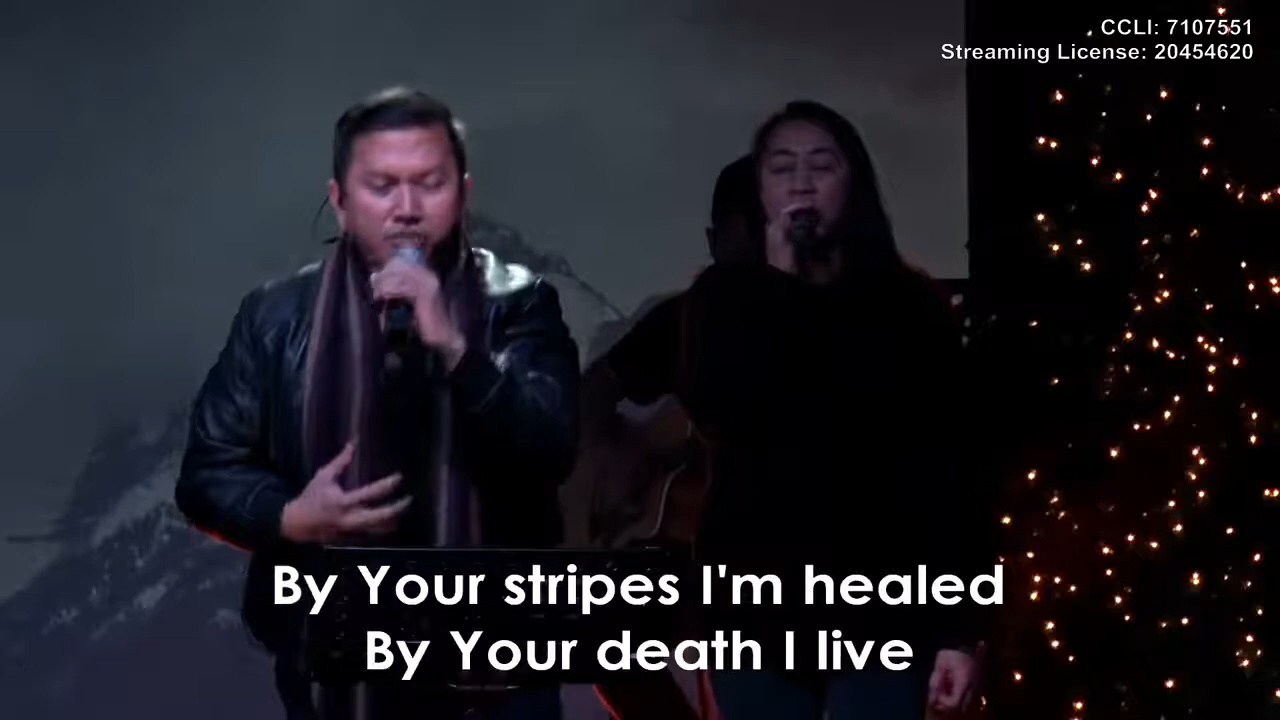 CCLI: 7107551
Streaming License: 20454620
By Your stripes I'm healed
By Your death I live